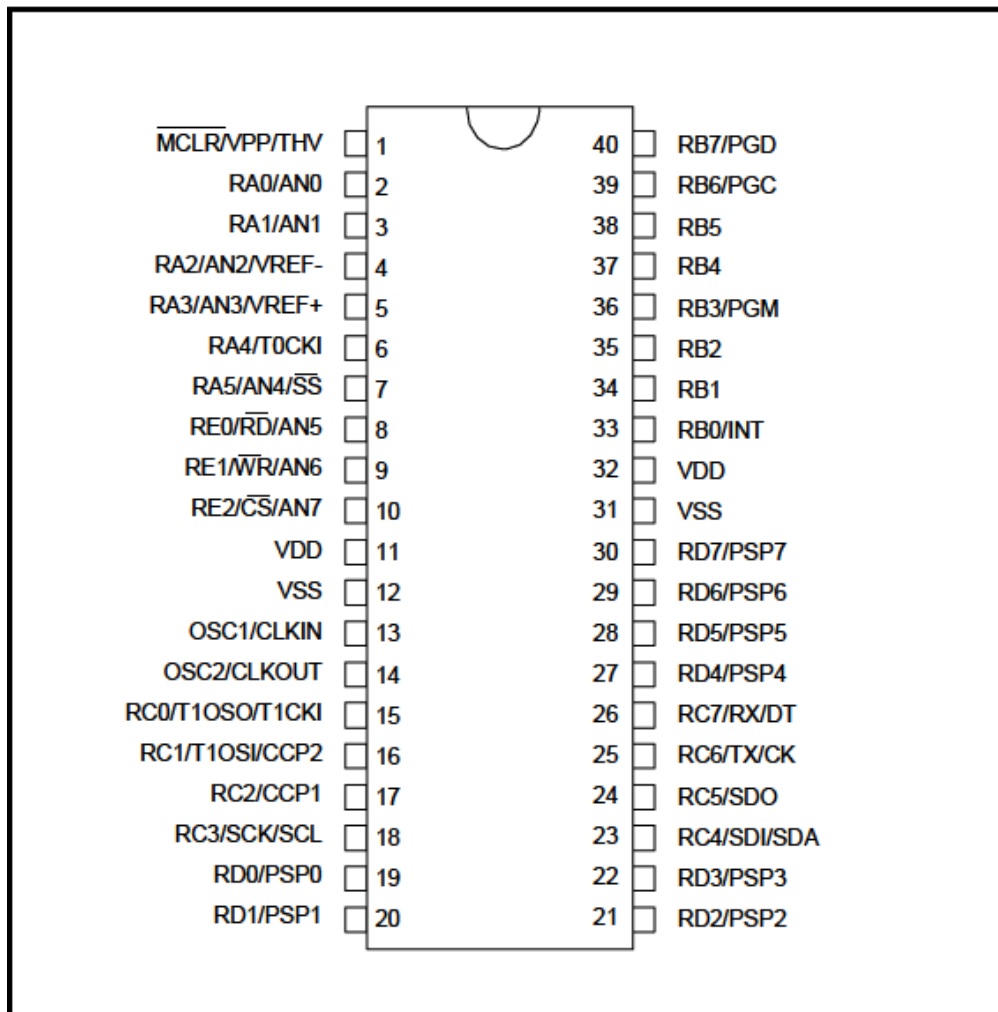 MCLR/VPP/THV 1 40 RB7/PGD
RA0/AN0 2 39 RB6/PGC
RA1/AN1 3 38 RB5
RA2/AN2/VREF- 4 37 RB4
RA3/AN3/VREF+ 5 36 RB3/PGM
RA4/T0CKI 6 35 RB2
RA5/AN4/SS 7 34 RB1
RE0/RD/AN5 8 33 RB0/INT
RE1/WR/AN6 9 32 VDD
RE2/CS/AN7 10 31 VSS
VDD 11 30 RD7/PSP7
VSS 12 29 RD6/PSP6
OSC1/CLKIN 13 28 RD5/PSP5
OSC2/CLKOUT 14 27 RD4/PSP4
RC0/T1OSO/T1CKI 15 26 RC7/RX/DT
RC1/T1OSI/CCP2 16 25 RC6/TX/CK
RC2/CCP1 17 24 RC5/SDO
RC3/SCK/SCL 18 23 RC4/SDI/SDA
RD0/PSP0 19 22 RD3/PSP3
RD1/PSP1 20 21 RD2/PSP2